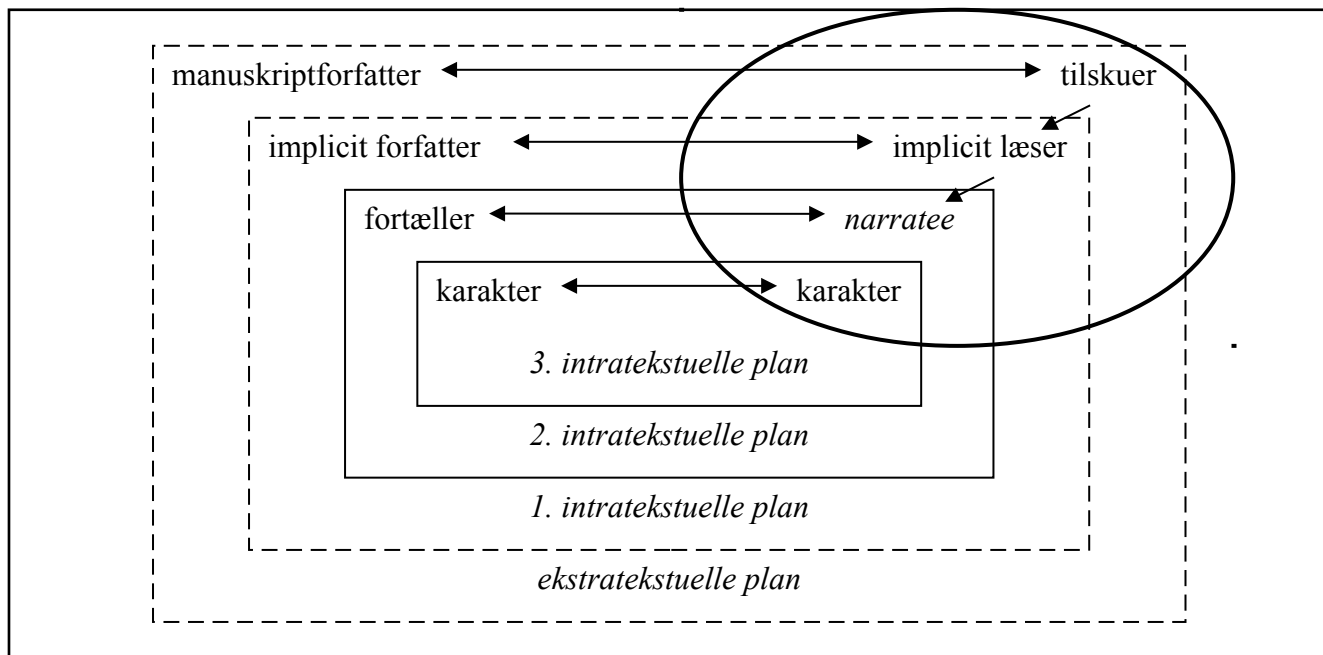 manuskriptforfatter tilskuer
implicit forfatter implicit læser
fortæller narratee
karakter karakter
3. intratekstuelle plan
2. intratekstuelle plan
1. intratekstuelle plan
ekstratekstuelle plan